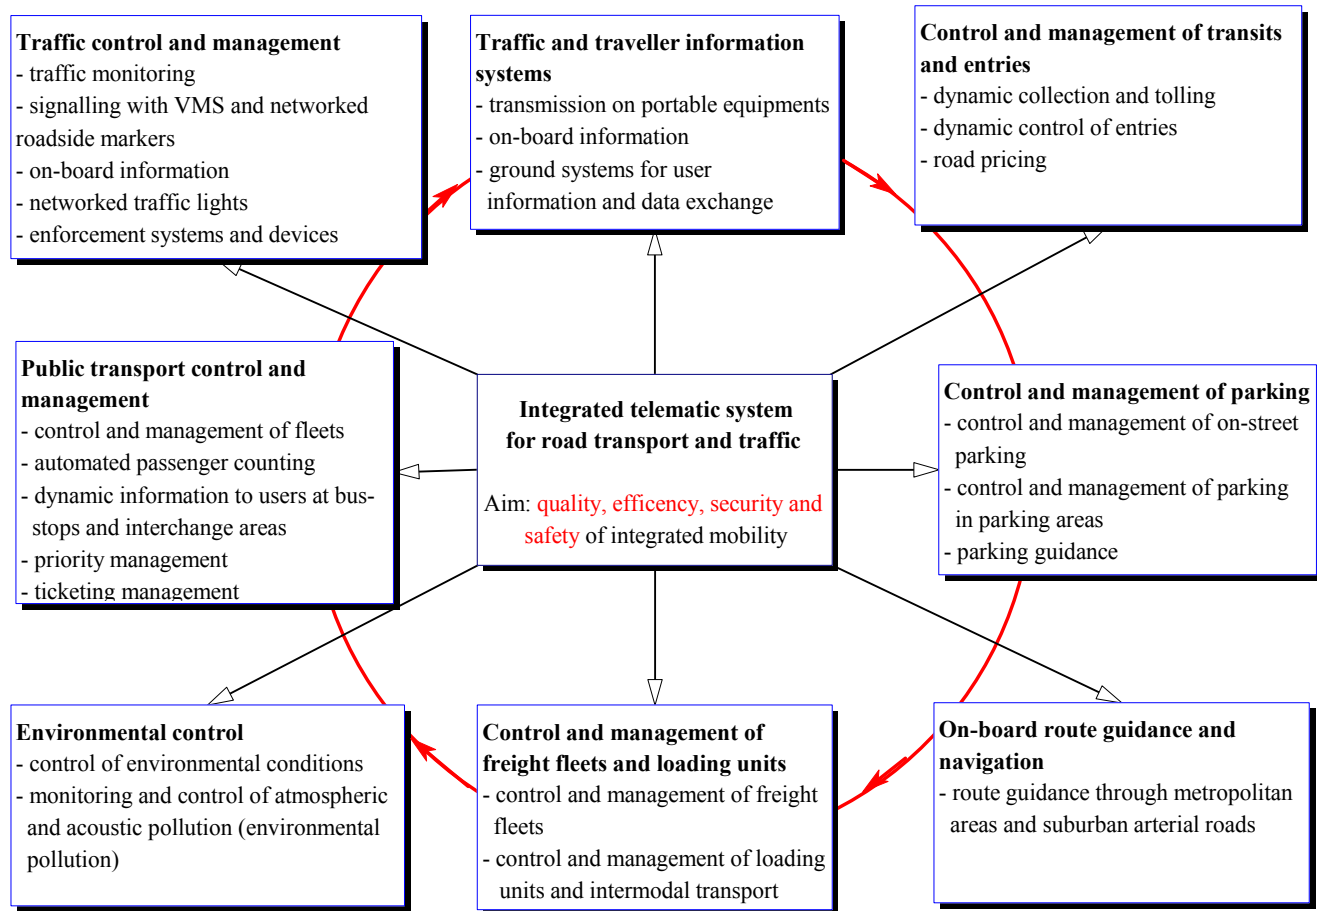 Traffic control and management
- traffic monitoring
- signalling with VMS and networked
roadside markers
- on-board information
- networked traffic lights
- enforcement systems and devices
Traffic and traveller information
systems
- transmission on portable equipments
- on-board information
- ground systems for user
information and data exchange
Control and management of transits
and entries
- dynamic collection and tolling
- dynamic control of entries
- road pricing
Public transport control and
management
- control and management of fleets
- automated passenger counting
- dynamic information to users at bus-
stops and interchange areas
- priority management
- ticketing management
Integrated telematic system
for road transport and traffic
Aim: quality, efficency, security and
safety of integrated mobility
Control and management of parking
- control and management of on-street
parking
- control and management of parking
in parking areas
- parking guidance
Environmental control
- control of environmental conditions
- monitoring and control of atmospheric
and acoustic pollution (environmental
pollution)
Control and management of
freight fleets and loading units
- control and management of freight
fleets
- control and management of loading
units and intermodal transport
On-board route guidance and
navigation
- route guidance through metropolitan
areas and suburban arterial roads